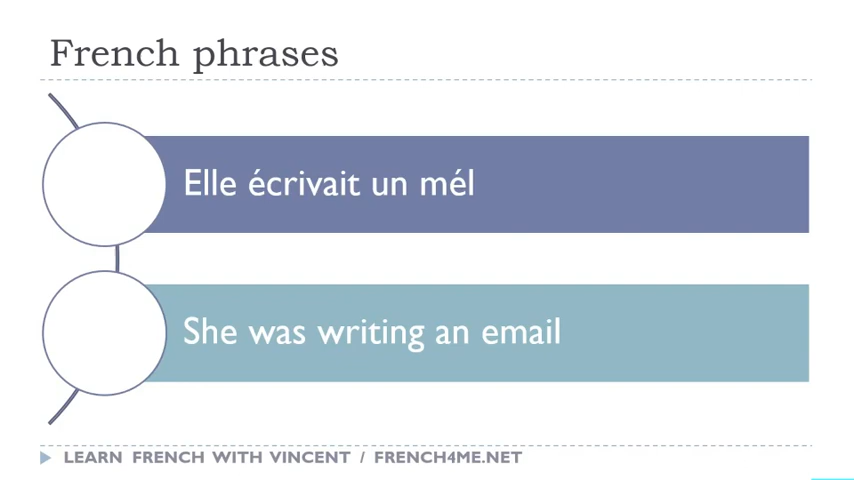 French phrases
Elle écrivait un mél
She was writing an email
LEARN FRENCH WITH VINCENT / FRENCH4ME.NET